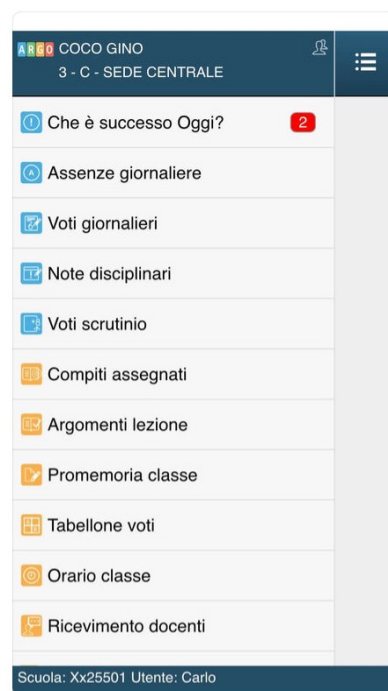 ARGO COCO GINO
3 - C - SEDE CENTRALE
Che è successo Oggi? 2
Assenze giornaliere
Voti giornalieri
Note disciplinari
Voti scrutinio
Compiti assegnati
Argomenti lezione
Promemoria classe
Tabellone voti
Orario classe
Ricevimento docenti
Scuola: Xx25501 Utente: Carlo